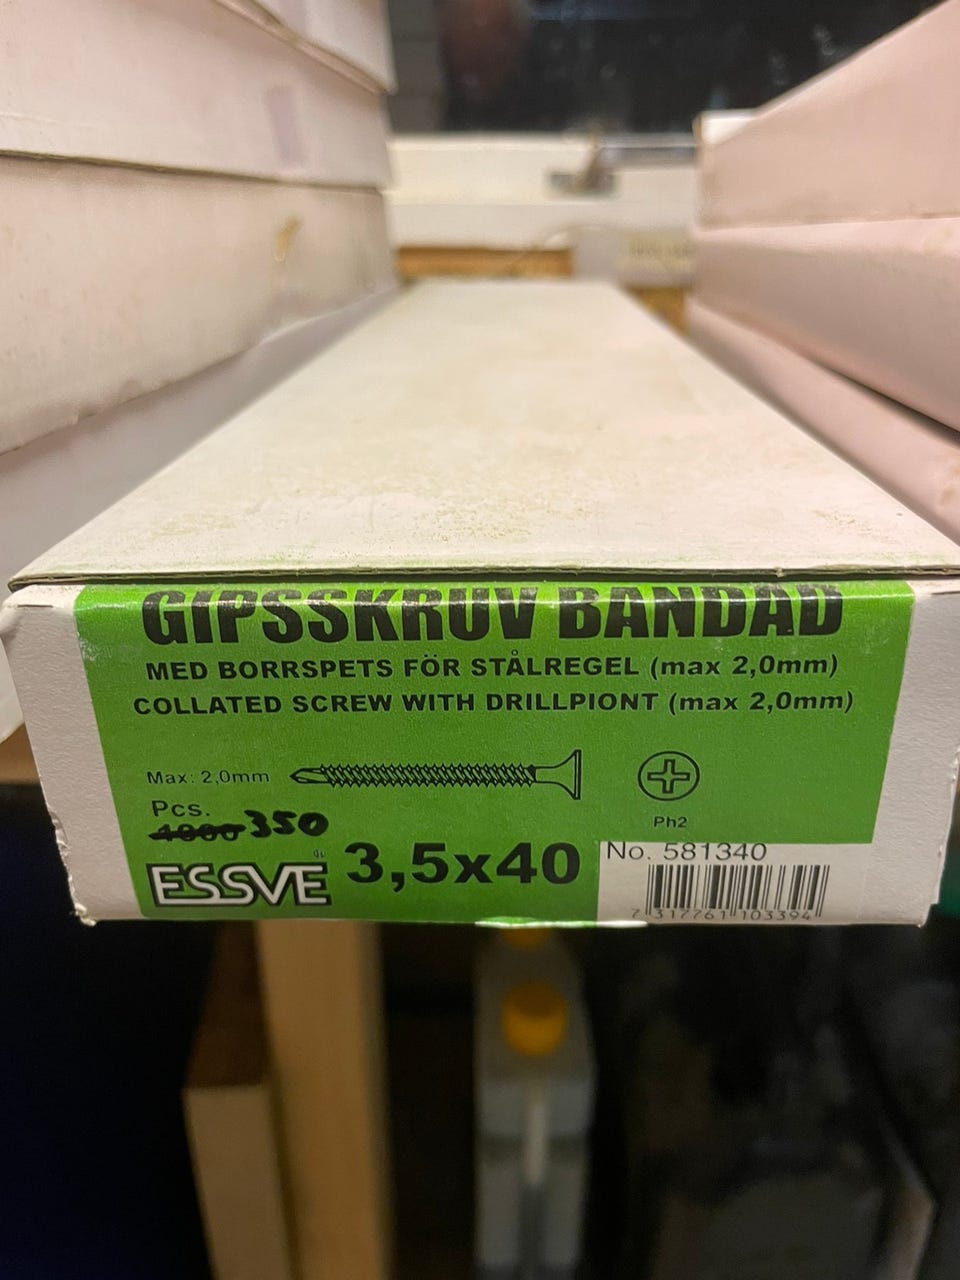 GIPSSKRUV BANDAD
MED BORRSPETS FÖR STÅLREGEL (max 2,0mm)
COLLATED SCREW WITH DRILLPIONT (max 2,0mm)
Max: 2,0mm
Pcs.
1000 350
Ph2
ESSVE 3,5x40
No. 581340
7 317761 103394